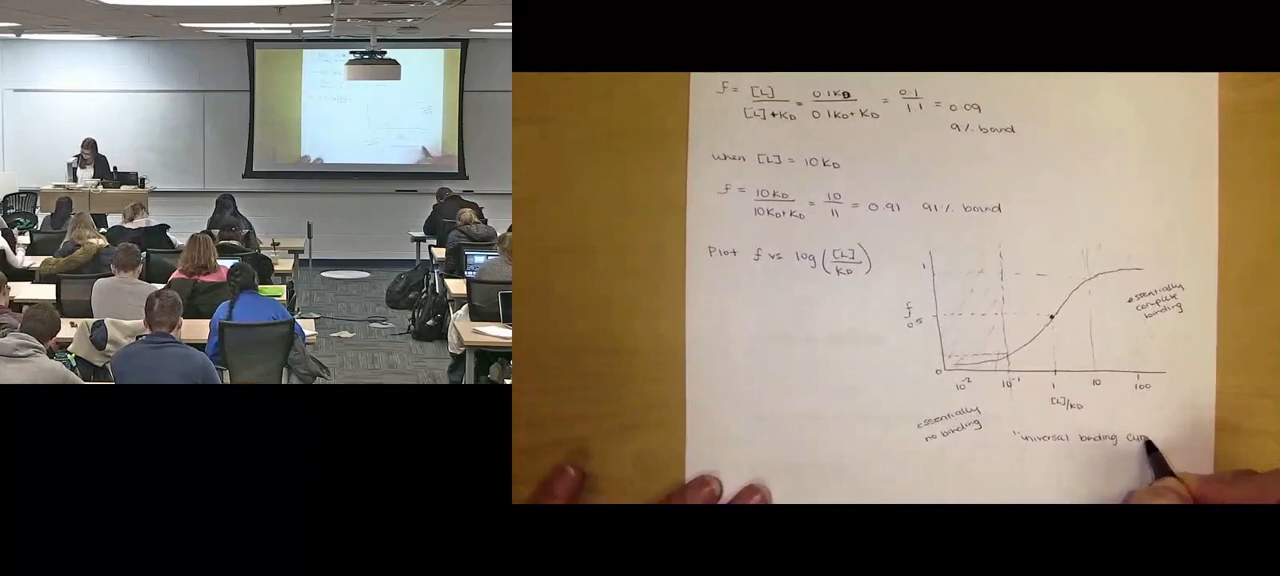 f = [L] / [L]+KD = 0.1KD / 0.1KD+KD = 0.1 / 1.1 = 0.09
9% bound
when [L] = 10KD
f = 10KD / 10KD+KD = 10 / 11 = 0.91 91% bound
Plot f vs log([L]/KD)
1
f
0.5
0
10⁻² 10⁻¹ 1 10 100
[L]/KD
essentially
complete
binding
essentially
no binding
"universal binding cur